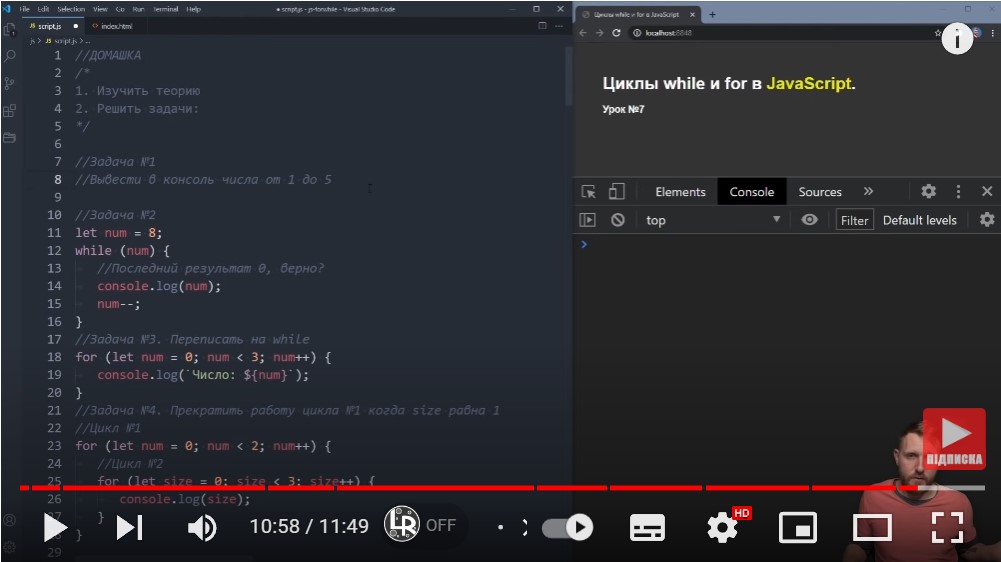 File Edit Selection View Go Run Terminal Help
● script.js - js-forwhile - Visual Studio Code
script.js ●
index.html
js > script.js > ...
1 //ДОМАШКА
2 /*
3 1. Изучить теорию
4 2. Решить задачи:
5 */
6
7 //Задача №1
8 //Вывести в консоль числа от 1 до 5
9
10 //Задача №2
11 let num = 8;
12 while (num) {
13 //Последний результат 0, верно?
14 console.log(num);
15 num--;
16 }
17 //Задача №3. Переписать на while
18 for (let num = 0; num < 3; num++) {
19 console.log(`Число: ${num}`);
20 }
21 //Задача №4. Прекратить работу цикла №1 когда size равна 1
22 //Цикл №1
23 for (let num = 0; num < 2; num++) {
24 //Цикл №2
25 for (let size = 0; size < 3; size++) {
26 console.log(size);
27 }
28 }
29
Циклы while и for в JavaScript
localhost:5848
Циклы while и for в JavaScript.
Урок №7
Elements Console Sources »
top Filter Default levels
ПІДПИСКА
10:58 / 11:49
LR OFF
HD